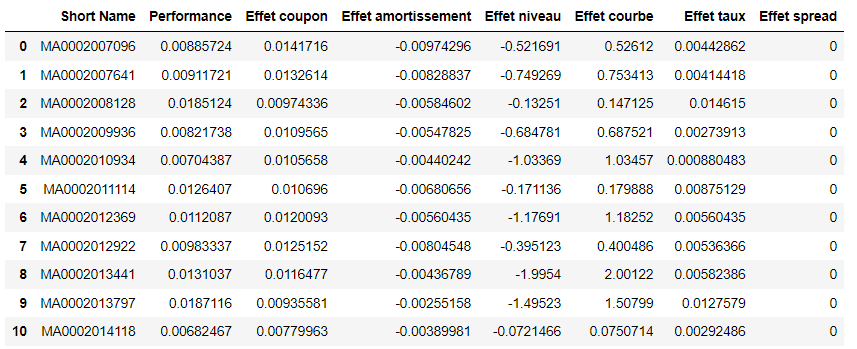 Short Name Performance Effet coupon Effet amortissement Effet niveau Effet courbe Effet taux Effet spread
0 MA0002007096 0.00885724 0.0141716 -0.00974296 -0.521691 0.52612 0.00442862 0
1 MA0002007641 0.00911721 0.0132614 -0.00828837 -0.749269 0.753413 0.00414418 0
2 MA0002008128 0.0185124 0.00974336 -0.00584602 -0.13251 0.147125 0.014615 0
3 MA0002009936 0.00821738 0.0109565 -0.00547825 -0.684781 0.687521 0.00273913 0
4 MA0002010934 0.00704387 0.0105658 -0.00440242 -1.03369 1.03457 0.000880483 0
5 MA0002011114 0.0126407 0.010696 -0.00680656 -0.171136 0.179888 0.00875129 0
6 MA0002012369 0.0112087 0.0120093 -0.00560435 -1.17691 1.18252 0.00560435 0
7 MA0002012922 0.00983337 0.0125152 -0.00804548 -0.395123 0.400486 0.00536366 0
8 MA0002013441 0.0131037 0.0116477 -0.00436789 -1.9954 2.00122 0.00582386 0
9 MA0002013797 0.0187116 0.00935581 -0.00255158 -1.49523 1.50799 0.0127579 0
10 MA0002014118 0.00682467 0.00779963 -0.00389981 -0.0721466 0.0750714 0.00292486 0